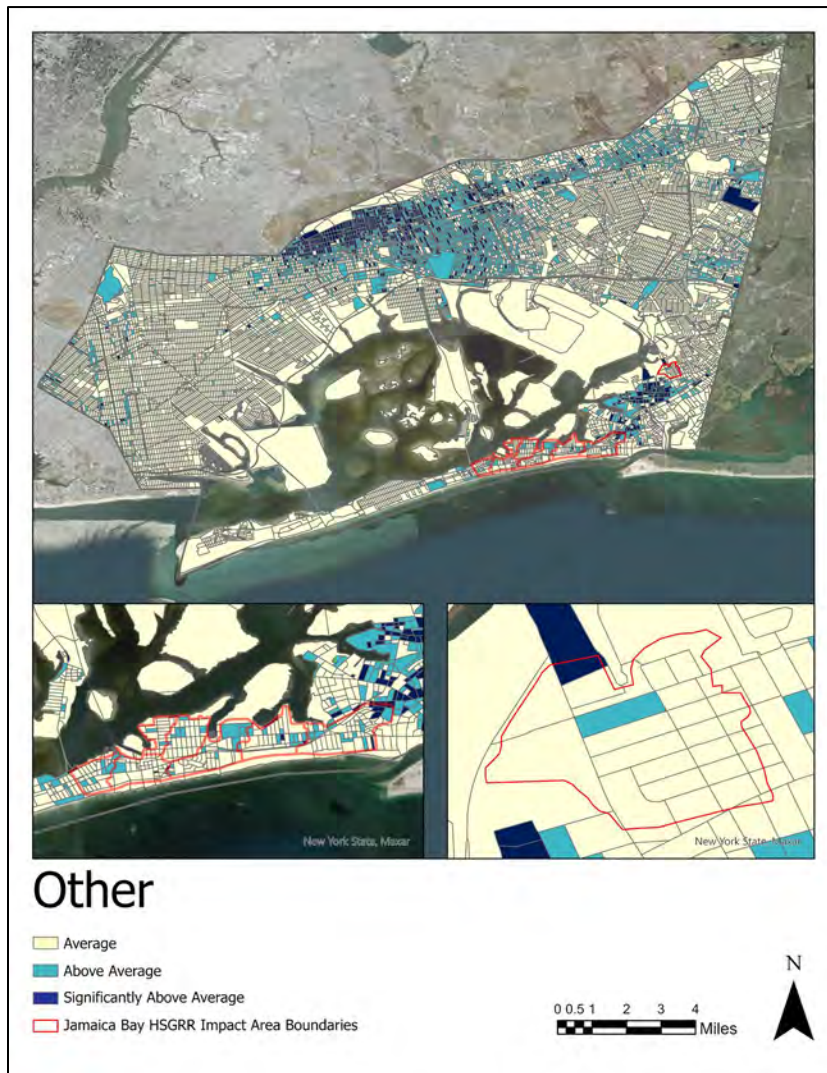 New York State, Maxar
New York State, Maxar
Other
Average
Above Average
Significantly Above Average
Jamaica Bay HSGRR Impact Area Boundaries
N
0 0.5 1 2 3 4
Miles